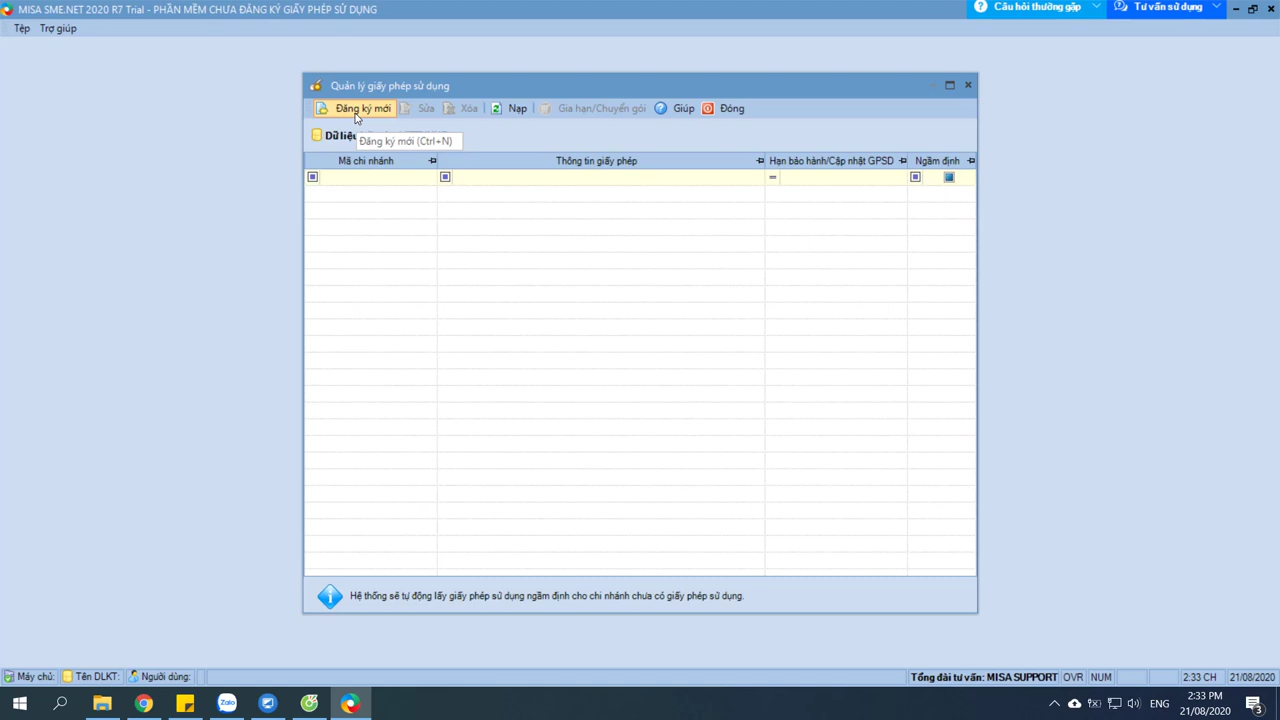 MISA SME.NET 2020 R7 Trial - PHẦN MỀM CHƯA ĐĂNG KÝ GIẤY PHÉP SỬ DỤNG
Câu hỏi thường gặp
Tư vấn sử dụng
Tệp Trợ giúp
Quản lý giấy phép sử dụng
Đăng ký mới Sửa Xóa Nạp Gia hạn/Chuyển gói Giúp Đóng
Dữ liệu
Đăng ký mới (Ctrl+N)
Mã chi nhánh Thông tin giấy phép Hạn bảo hành/Cập nhật GPSD Ngầm định
Hệ thống sẽ tự động lấy giấy phép sử dụng ngầm định cho chi nhánh chưa có giấy phép sử dụng.
Máy chủ: Tên DLKT: Người dùng: Tổng đài tư vấn: MISA SUPPORT OVR NUM 2:33 CH 21/08/2020
Zalo
ENG
2:33 PM
21/08/2020
3